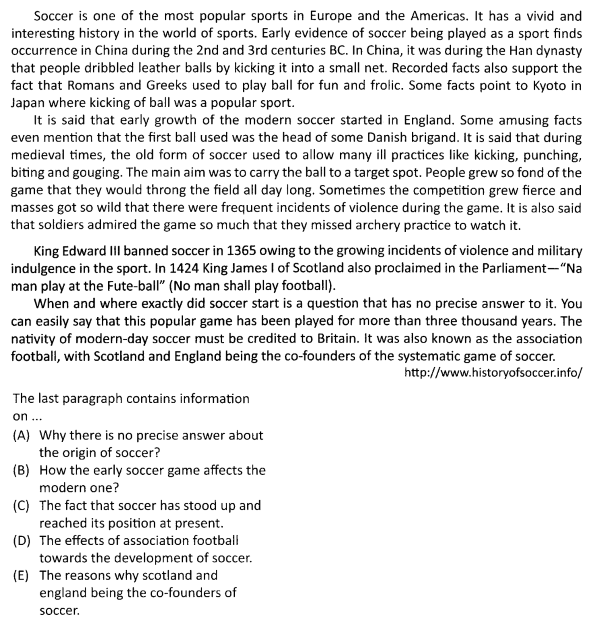 Soccer is one of the most popular sports in Europe and the Americas. It has a vivid and
interesting history in the world of sports. Early evidence of soccer being played as a sport finds
occurrence in China during the 2nd and 3rd centuries BC. In China, it was during the Han dynasty
that people dribbled leather balls by kicking it into a small net. Recorded facts also support the
fact that Romans and Greeks used to play ball for fun and frolic. Some facts point to Kyoto in
Japan where kicking of ball was a popular sport.
It is said that early growth of the modern soccer started in England. Some amusing facts
even mention that the first ball used was the head of some Danish brigand. It is said that during
medieval times, the old form of soccer used to allow many ill practices like kicking, punching,
biting and gouging. The main aim was to carry the ball to a target spot. People grew so fond of the
game that they would throng the field all day long. Sometimes the competition grew fierce and
masses got so wild that there were frequent incidents of violence during the game. It is also said
that soldiers admired the game so much that they missed archery practice to watch it.
King Edward III banned soccer in 1365 owing to the growing incidents of violence and military
indulgence in the sport. In 1424 King James I of Scotland also proclaimed in the Parliament—“Na
man play at the Fute-ball” (No man shall play football).
When and where exactly did soccer start is a question that has no precise answer to it. You
can easily say that this popular game has been played for more than three thousand years. The
nativity of modern-day soccer must be credited to Britain. It was also known as the association
football, with Scotland and England being the co-founders of the systematic game of soccer.
http://www.historyofsoccer.info/
The last paragraph contains information
on ...
(A) Why there is no precise answer about
the origin of soccer?
(B) How the early soccer game affects the
modern one?
(C) The fact that soccer has stood up and
reached its position at present.
(D) The effects of association football
towards the development of soccer.
(E) The reasons why scotland and
england being the co-founders of
soccer.